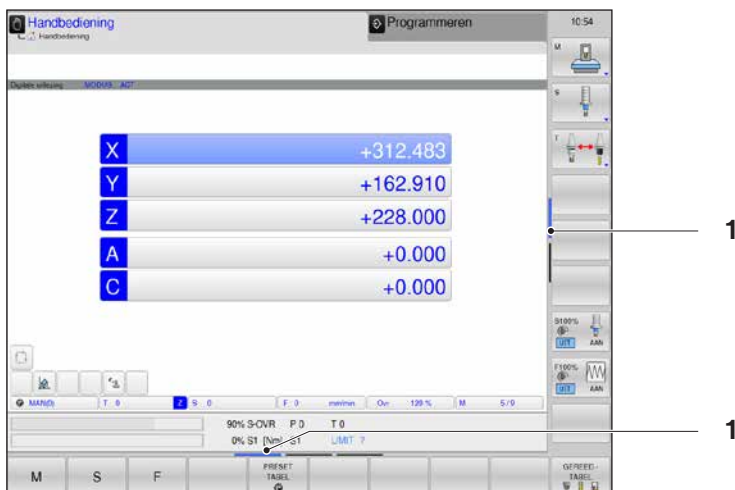 Handbediening
Handbediening
Programmeren
10:54
Digitale uitlezing MODUS: ACT
M
S
T
X +312.483
Y +162.910
Z +228.000
A +0.000
C +0.000
1
S100%
UIT AAN
F100%
UIT AAN
MAN(0) T 0 Z S 0 F 0 mm/min Ovr 120 % M 5/9
90% S-OVR P0 T0
0% S1 [Nm] S1 LIMIT ?
1
M S F PRESET TABEL GEREED- TABEL